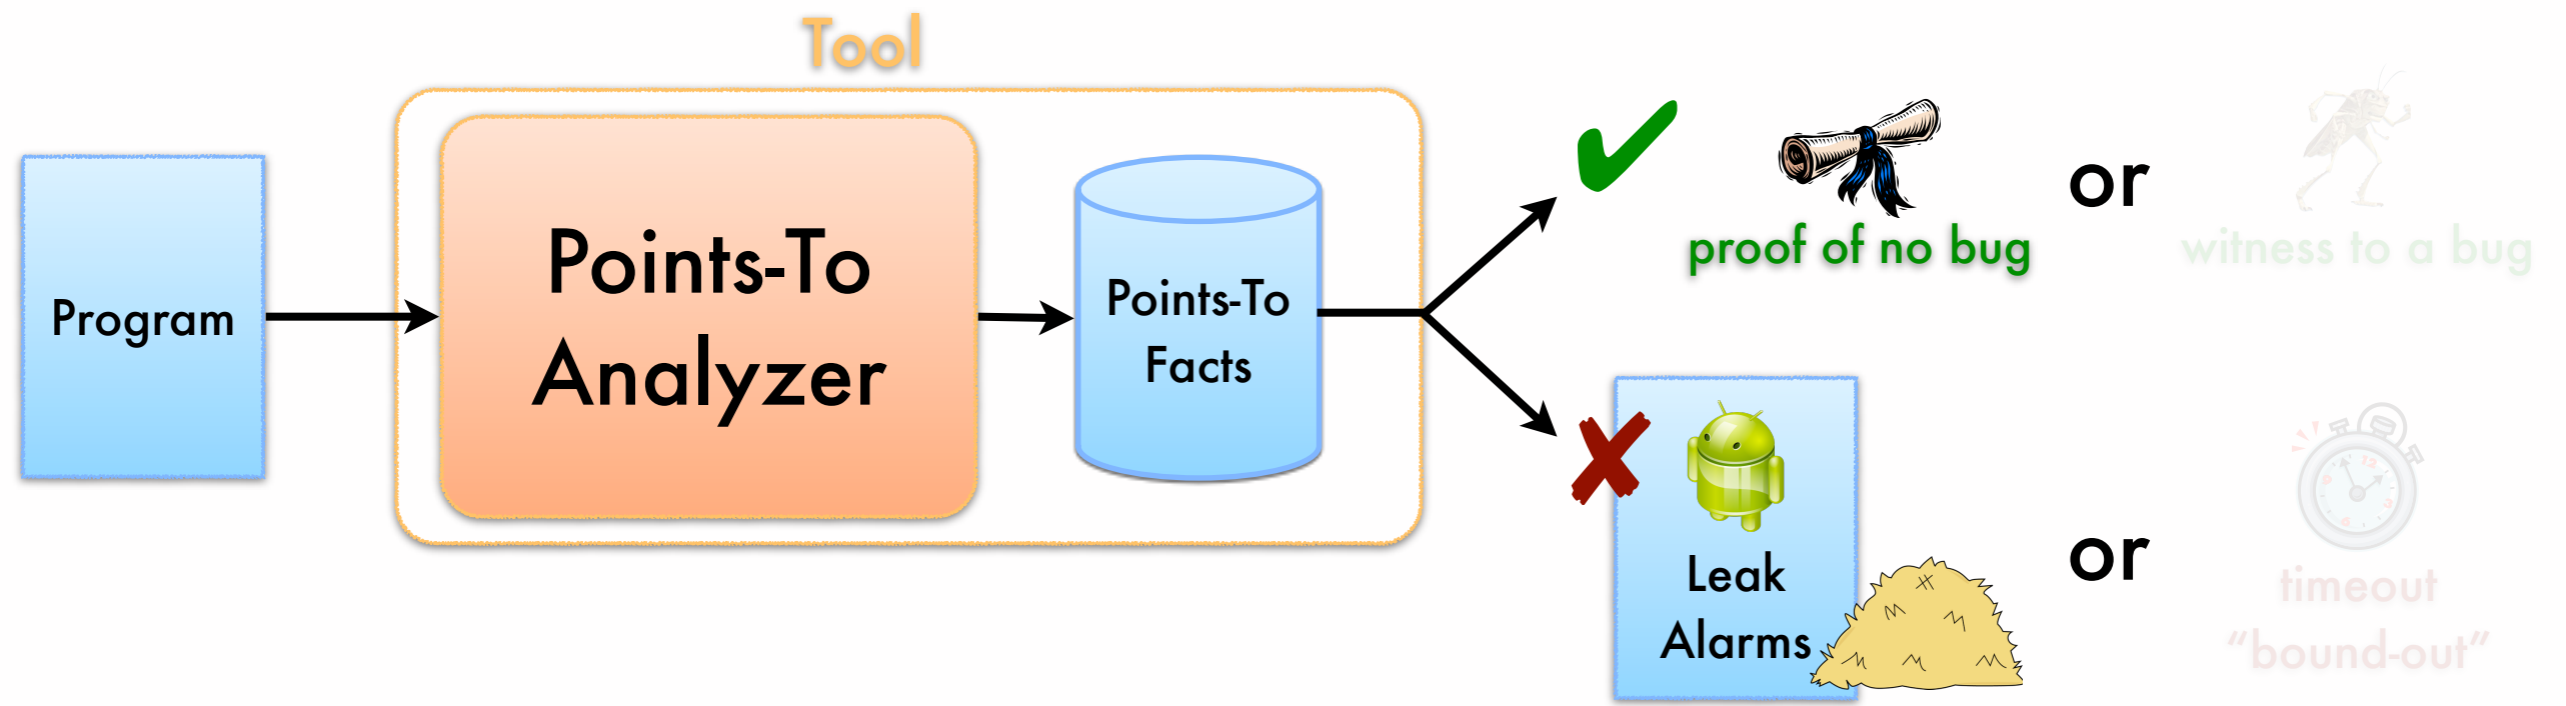 Tool
Program
Points-To
Analyzer
Points-To
Facts
proof of no bug
or
witness to a bug
Leak
Alarms
or
timeout
“bound-out”